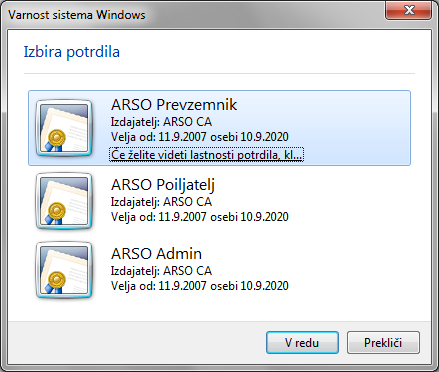 Varnost sistema Windows
Izbira potrdila
ARSO Prevzemnik
Izdajatelj: ARSO CA
Velja od: 11.9.2007 osebi 10.9.2020
Če želite videti lastnosti potrdila, kl...
ARSO Poiljatelj
Izdajatelj: ARSO CA
Velja od: 11.9.2007 osebi 10.9.2020
ARSO Admin
Izdajatelj: ARSO CA
Velja od: 11.9.2007 osebi 10.9.2020
V redu
Prekliči